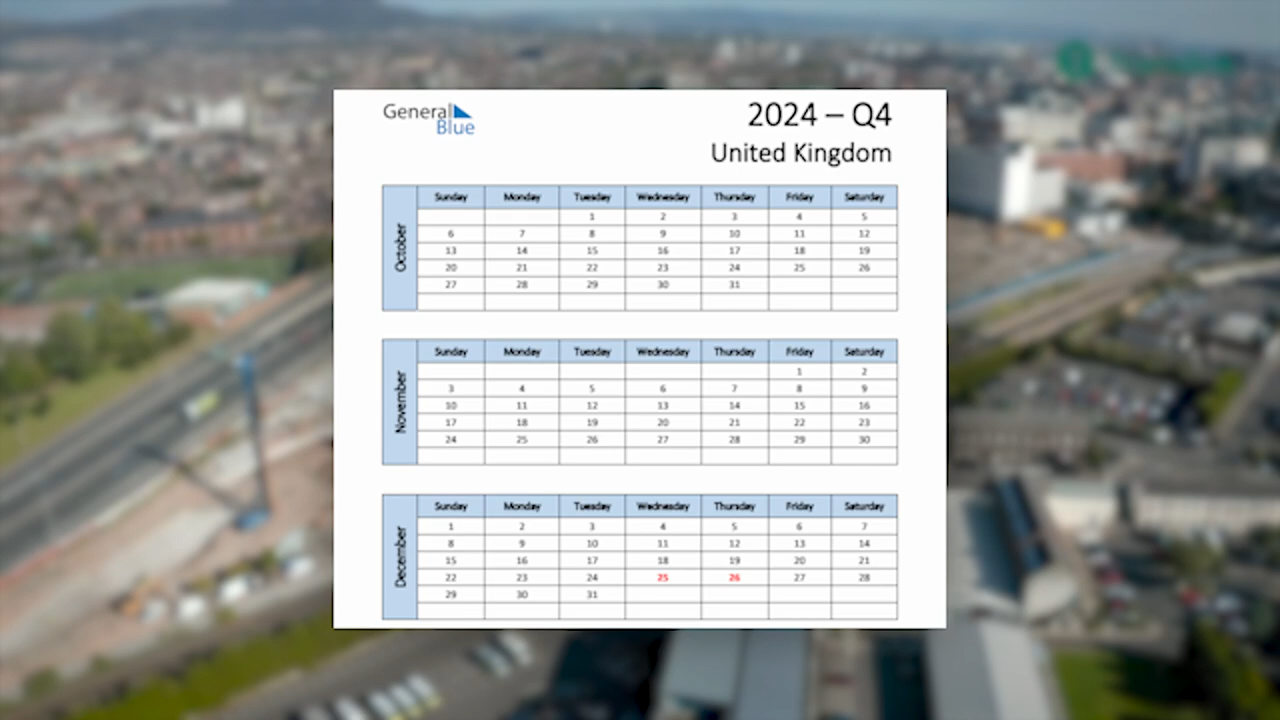 General
Blue
2024 – Q4
United Kingdom
October
Sunday Monday Tuesday Wednesday Thursday Friday Saturday
1 2 3 4 5
6 7 8 9 10 11 12
13 14 15 16 17 18 19
20 21 22 23 24 25 26
27 28 29 30 31
November
Sunday Monday Tuesday Wednesday Thursday Friday Saturday
1 2
3 4 5 6 7 8 9
10 11 12 13 14 15 16
17 18 19 20 21 22 23
24 25 26 27 28 29 30
December
Sunday Monday Tuesday Wednesday Thursday Friday Saturday
1 2 3 4 5 6 7
8 9 10 11 12 13 14
15 16 17 18 19 20 21
22 23 24 25 26 27 28
29 30 31